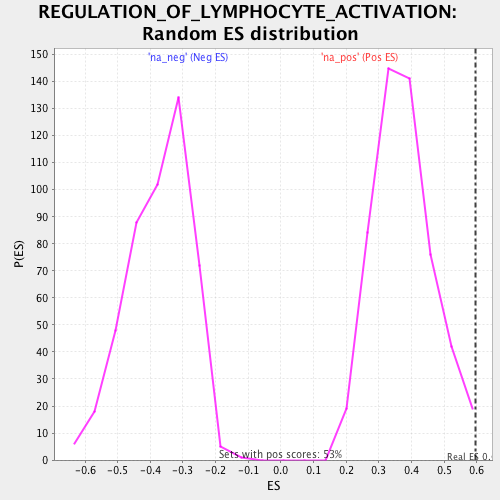 REGULATION_OF_LYMPHOCYTE_ACTIVATION:
Random ES distribution
'na_neg' (Neg ES)
'na_pos' (Pos ES)
150
140
130
120
110
100
90
80
70
60
50
40
30
20
10
0
P(ES)
Sets with pos scores: 53%
Real ES 0.
-0.6 -0.5 -0.4 -0.3 -0.2 -0.1 0.0 0.1 0.2 0.3 0.4 0.5 0.6
ES